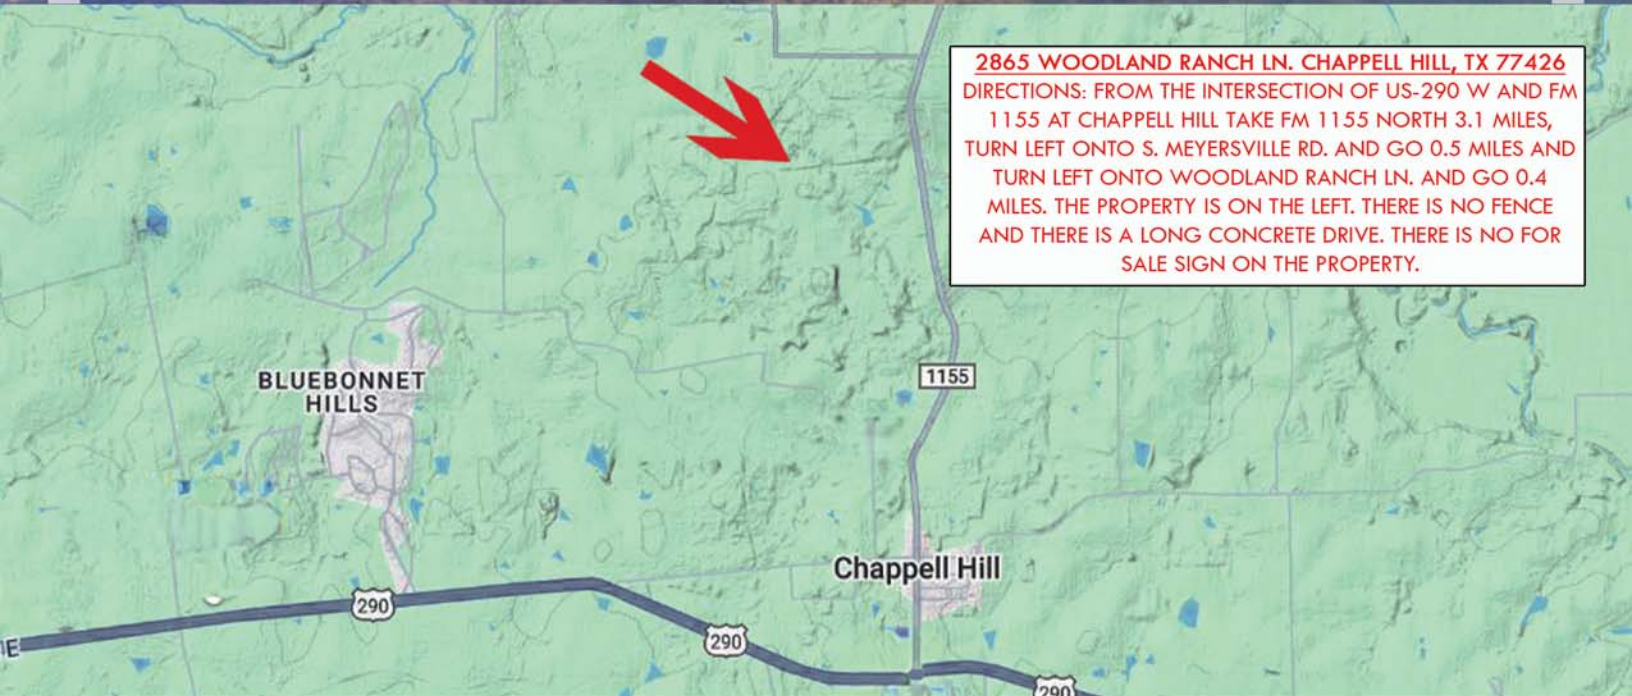 2865 WOODLAND RANCH LN. CHAPPELL HILL, TX 77426
DIRECTIONS: FROM THE INTERSECTION OF US-290 W AND FM
1155 AT CHAPPELL HILL TAKE FM 1155 NORTH 3.1 MILES,
TURN LEFT ONTO S. MEYERSVILLE RD. AND GO 0.5 MILES AND
TURN LEFT ONTO WOODLAND RANCH LN. AND GO 0.4
MILES. THE PROPERTY IS ON THE LEFT. THERE IS NO FENCE
AND THERE IS A LONG CONCRETE DRIVE. THERE IS NO FOR
SALE SIGN ON THE PROPERTY.
1155
BLUEBONNET
HILLS
Chappell Hill
290
290
E
290